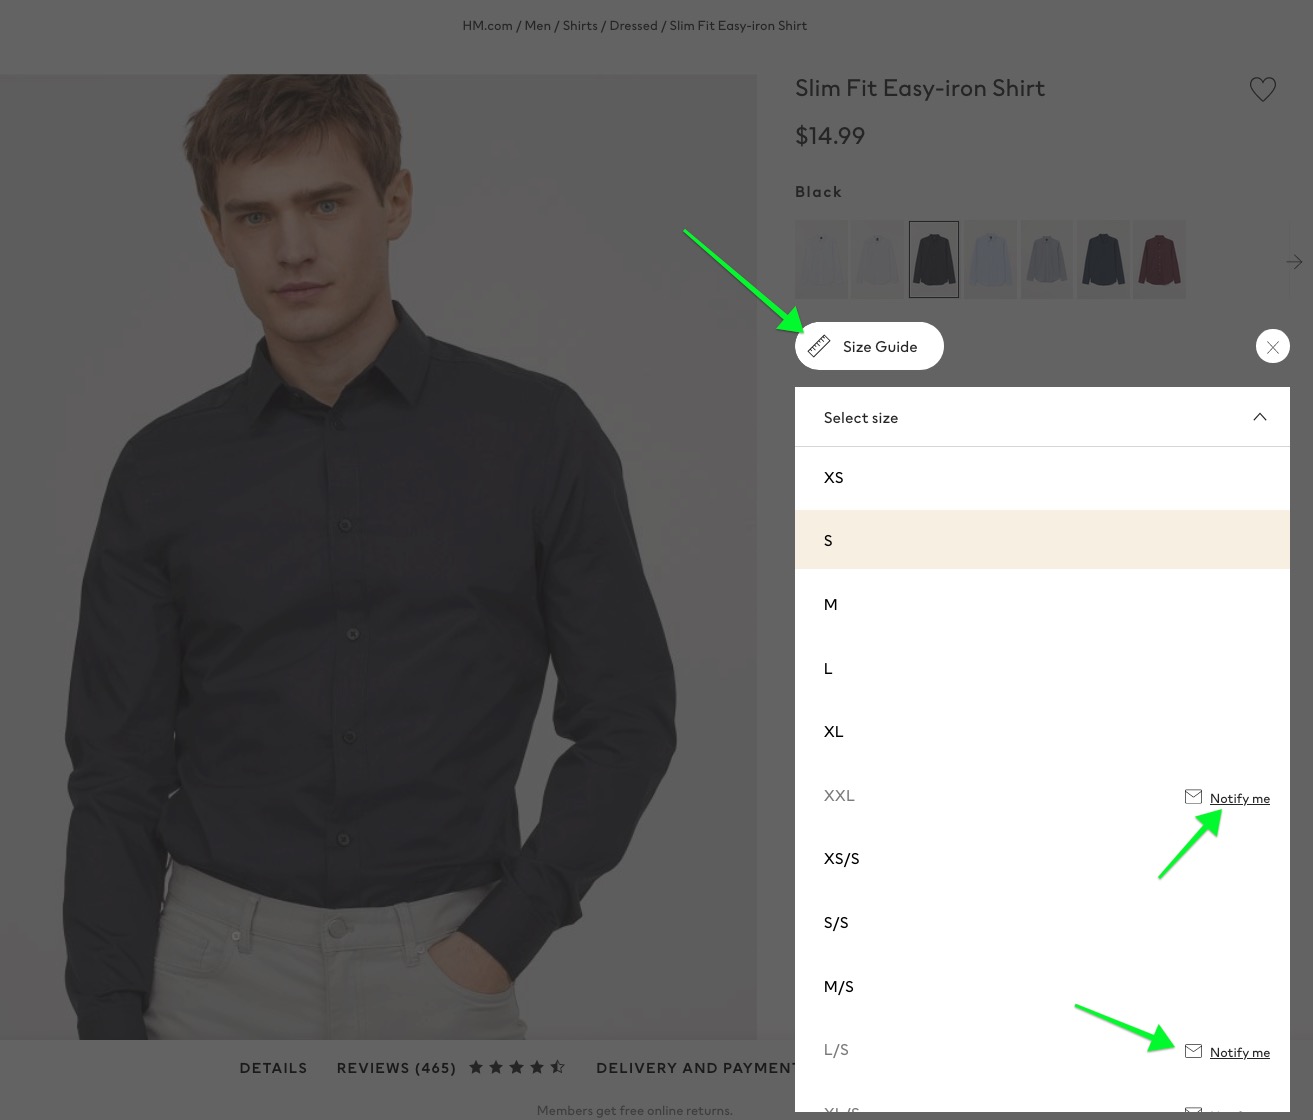 HM.com / Men / Shirts / Dressed / Slim Fit Easy-iron Shirt
Slim Fit Easy-iron Shirt
$14.99
Black
Size Guide
Select size
XS
S
M
L
XL
XXL
Notify me
XS/S
S/S
M/S
L/S
Notify me
DETAILS
REVIEWS (465)
DELIVERY AND PAYMENT
Members get free online returns.